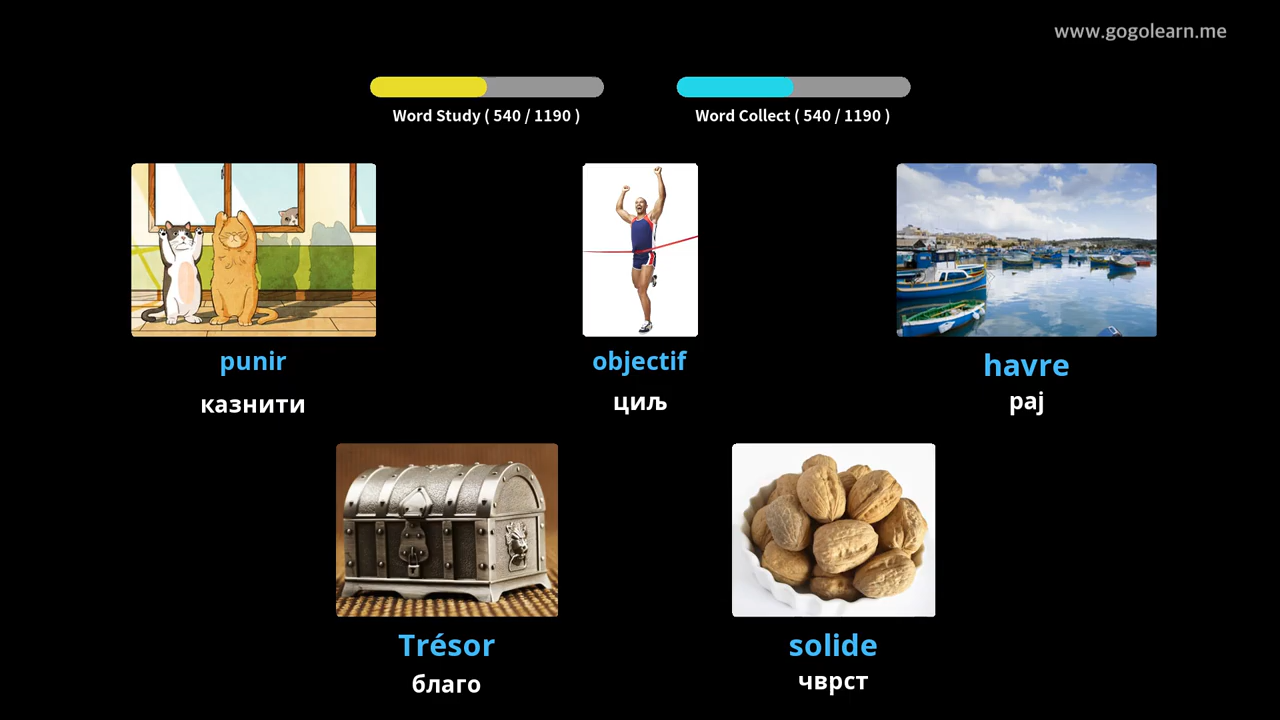 www.gogolearn.me
Word Study ( 540 / 1190 )
Word Collect ( 540 / 1190 )
punir
казнити
objectif
циљ
havre
рај
Trésor
благо
solide
чврст